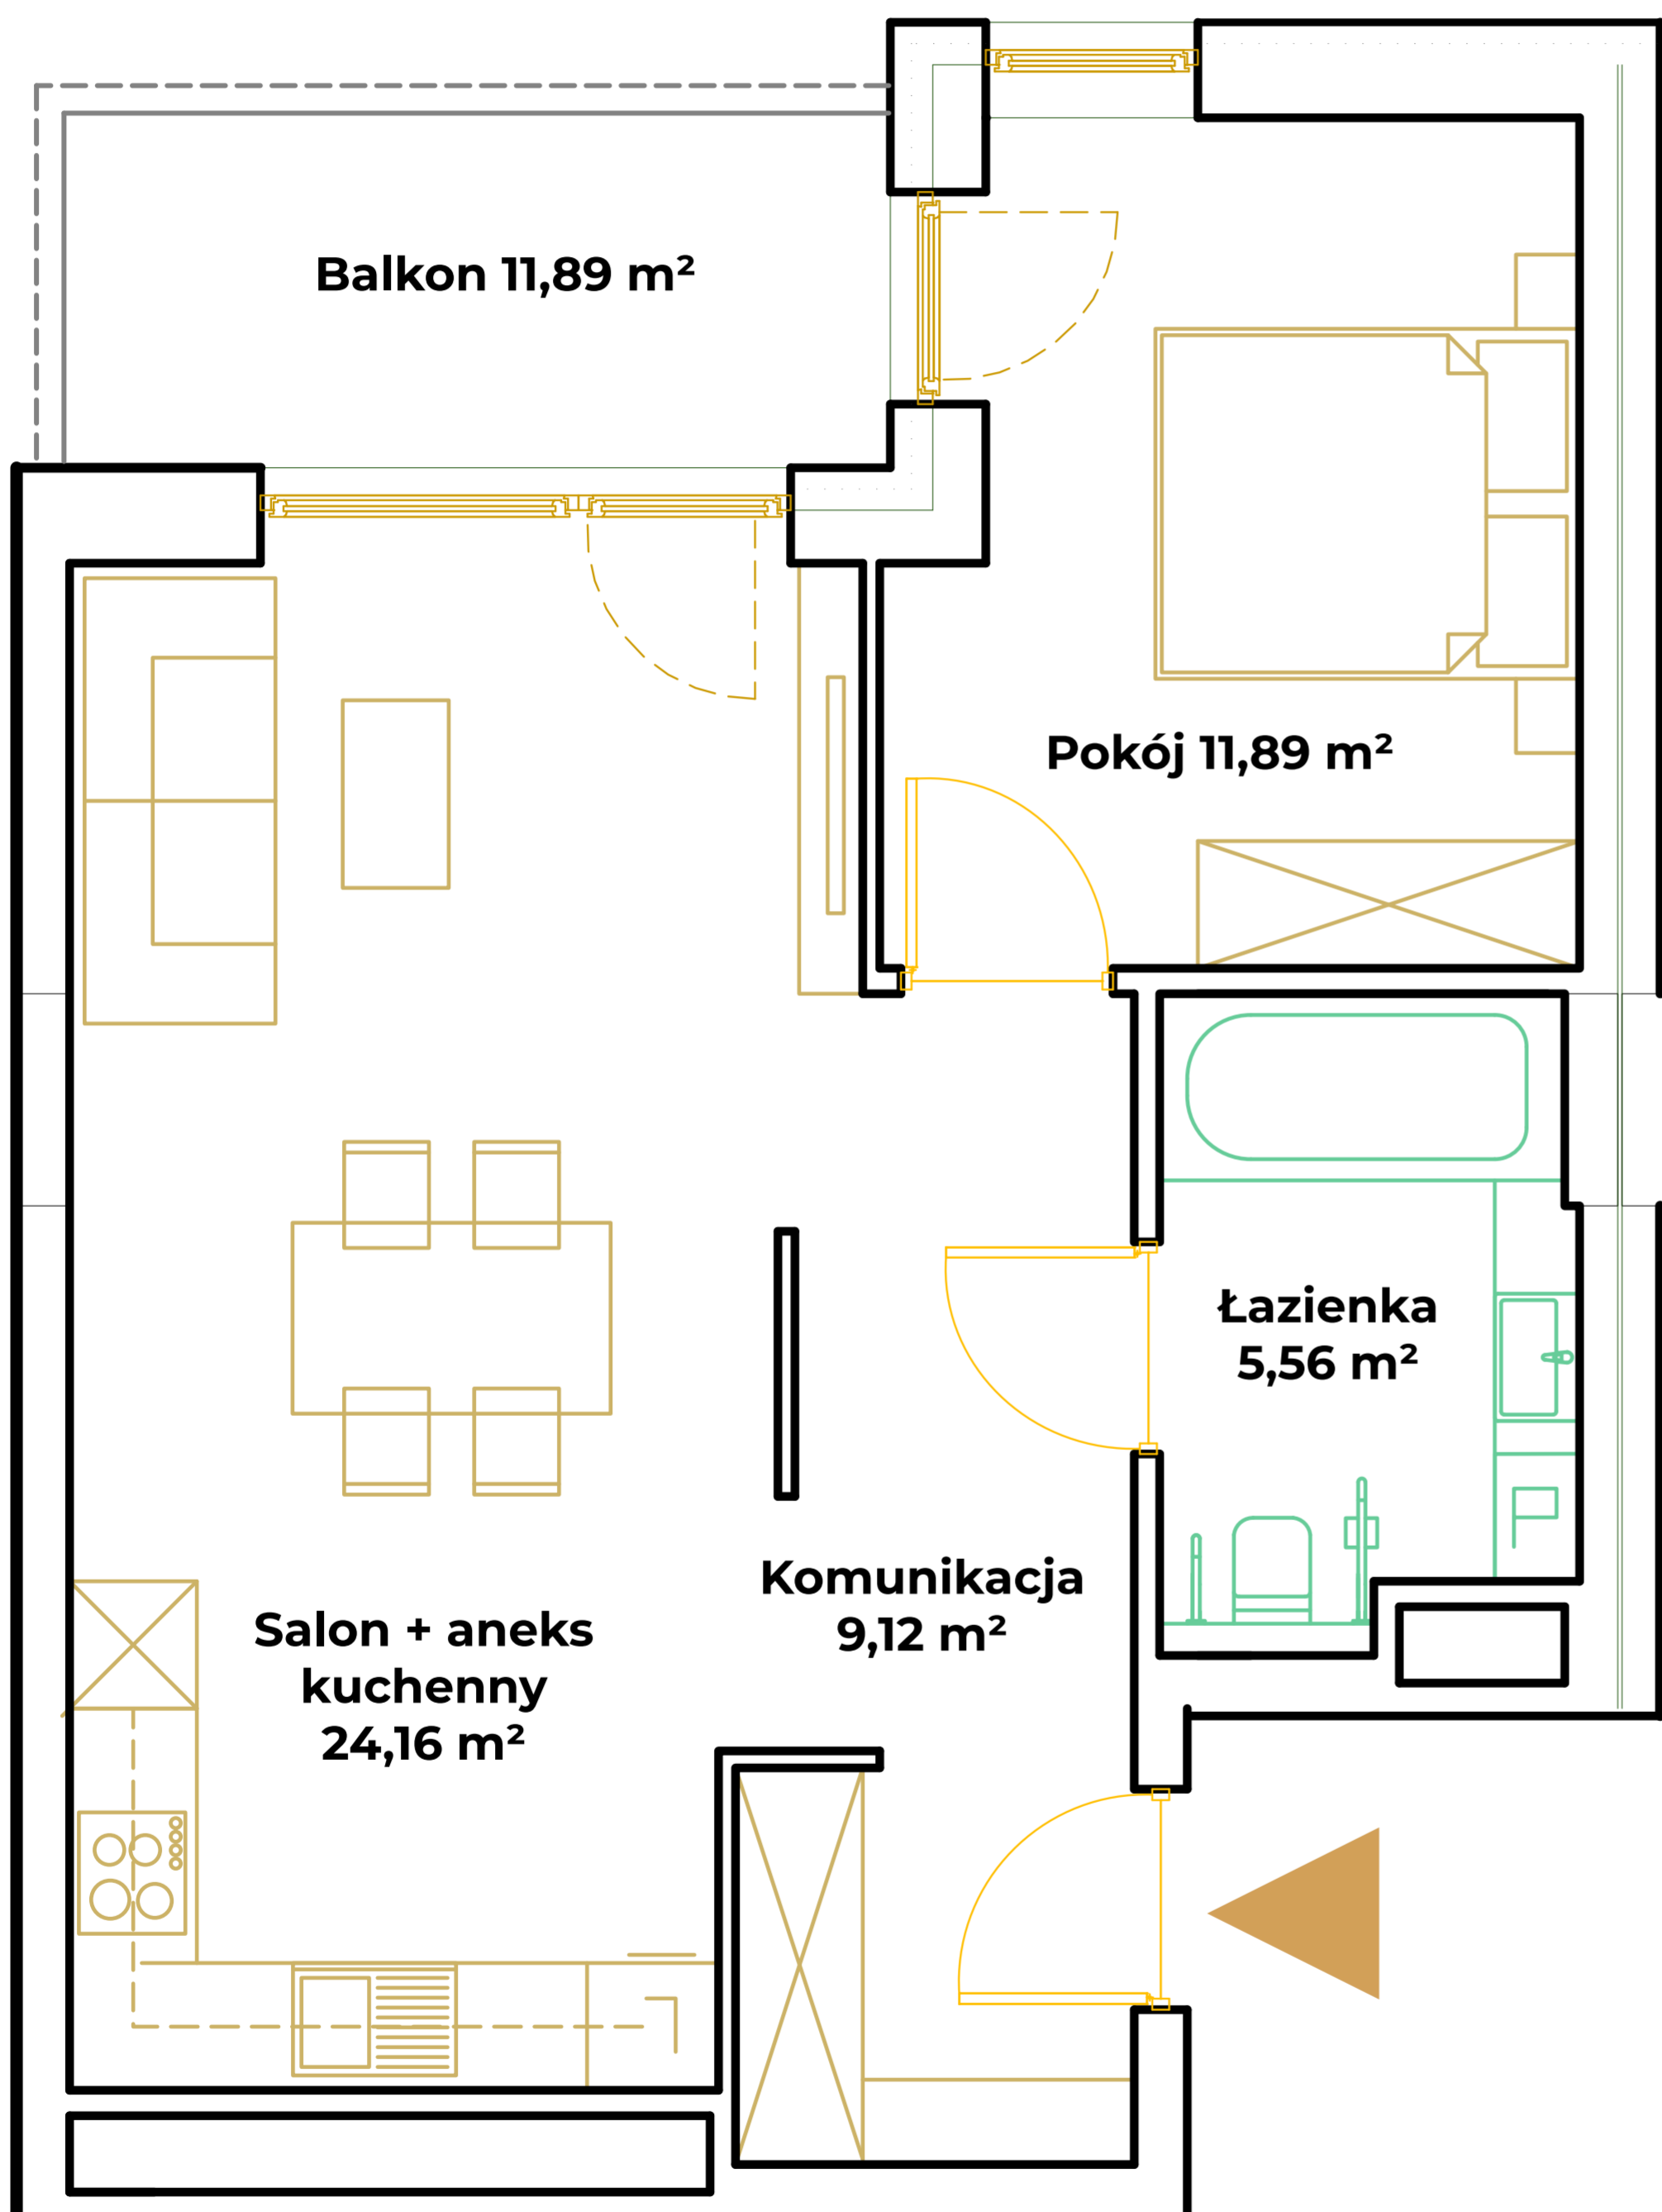 Balkon 11,89 m²
Pokój 11,89 m²
Łazienka
5,56 m²
Komunikacja
9,12 m²
Salon + aneks
kuchenny
24,16 m²